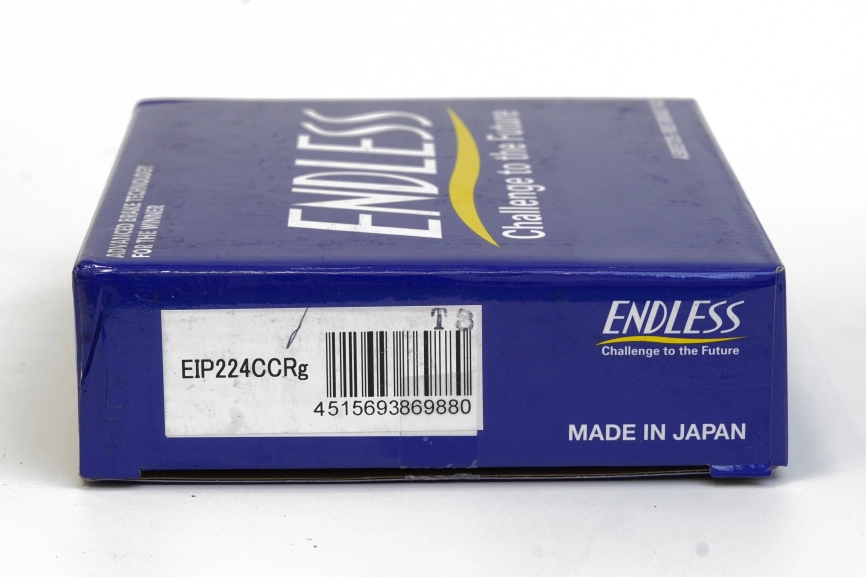 ENDLESS
Challenge to the Future
ADVANCED BRAKE TECHNOLOGY
FOR THE WINNER
T8
EIP224CCRg
4515693869880
ENDLESS
Challenge to the Future
MADE IN JAPAN